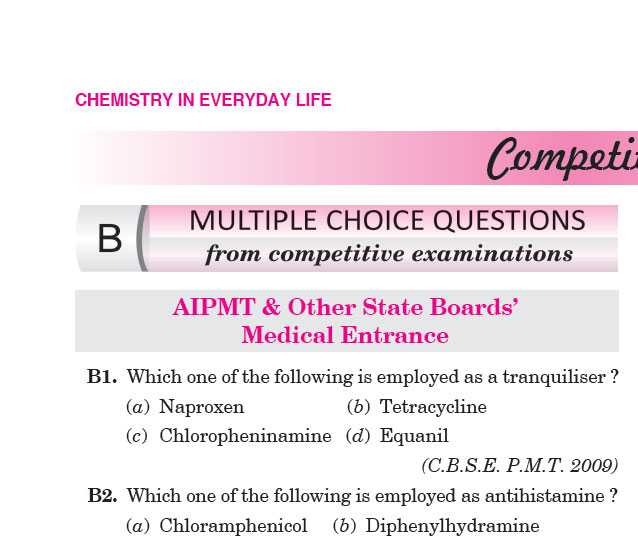 CHEMISTRY IN EVERYDAY LIFE
B
MULTIPLE CHOICE QUESTIONS
from competitive examinations
AIPMT & Other State Boards’
Medical Entrance
B1. Which one of the following is employed as a tranquiliser ?
(a) Naproxen (b) Tetracycline
(c) Chloropheninamine (d) Equanil
(C.B.S.E. P.M.T. 2009)
B2. Which one of the following is employed as antihistamine ?
(a) Chloramphenicol (b) Diphenylhydramine